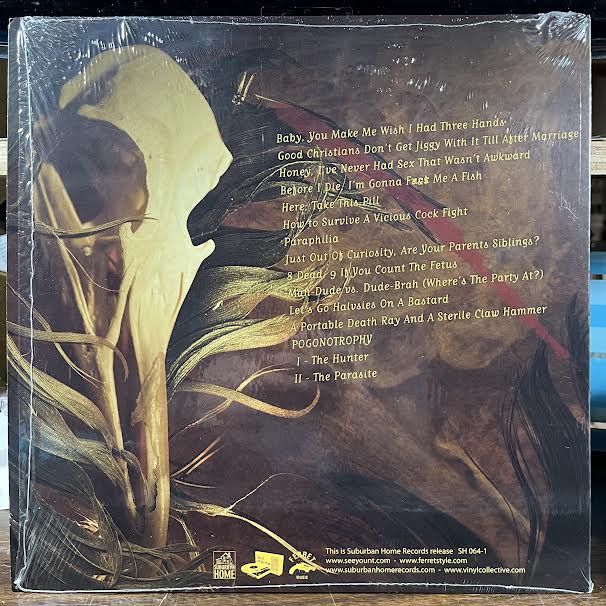 Baby, You Make Me Wish I Had Three Hands
Good Christians Don't Get Jiggy With It Till After Marriage
Honey, I've Never Had Sex That Wasn't Awkward
Before I Die, I'm Gonna F**k Me A Fish
Here, Take This Pill
How to Survive A Vicious Cock Fight
Paraphilia
Just Out Of Curiosity, Are Your Parents Siblings?
8 Dead, 9 If You Count The Fetus
Man-Dude vs. Dude-Brah (Where's The Party At?)
Let's Go Halvsies On A Bastard
A Portable Death Ray And A Sterile Claw Hammer
POGONOTROPHY
I - The Hunter
II - The Parasite
SUBURBAN
HOME
FERRET
MUSIC
This is Suburban Home Records release SH 064-1
www.seeyount.com - www.ferretstyle.com
www.suburbanhomerecords.com - www.vinylcollective.com